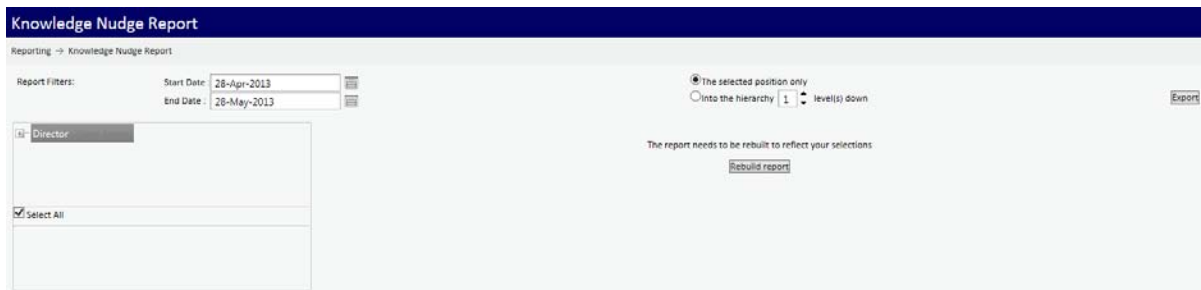 Knowledge Nudge Report
Reporting → Knowledge Nudge Report
Report Filters:
Start Date : 28-Apr-2013
End Date : 28-May-2013
The selected position only
Into the hierarchy 1 level(s) down
Export
Director
The report needs to be rebuilt to reflect your selections
Rebuild report
Select All